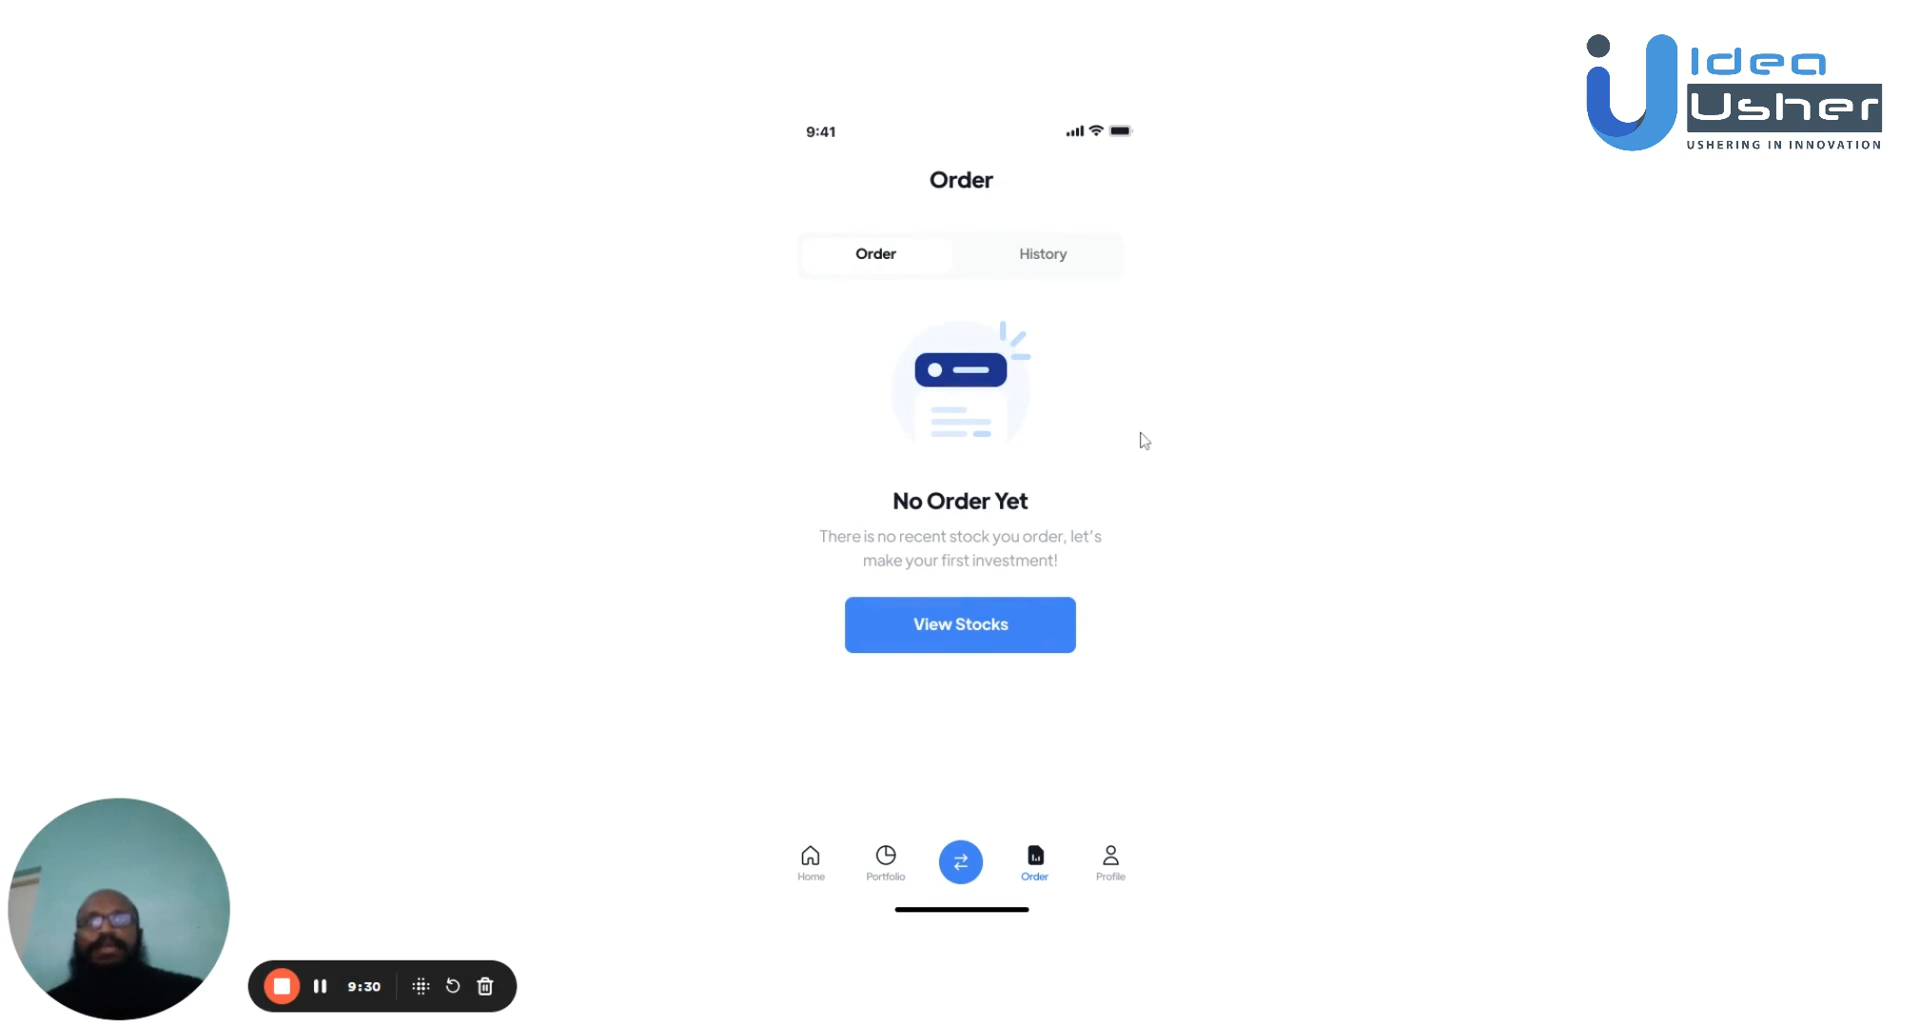 Idea
Usher
USHERING IN INNOVATION
9:41
Order
Order
History
No Order Yet
There is no recent stock you order, let's
make your first investment!
View Stocks
Home
Portfolio
Order
Profile
9:30